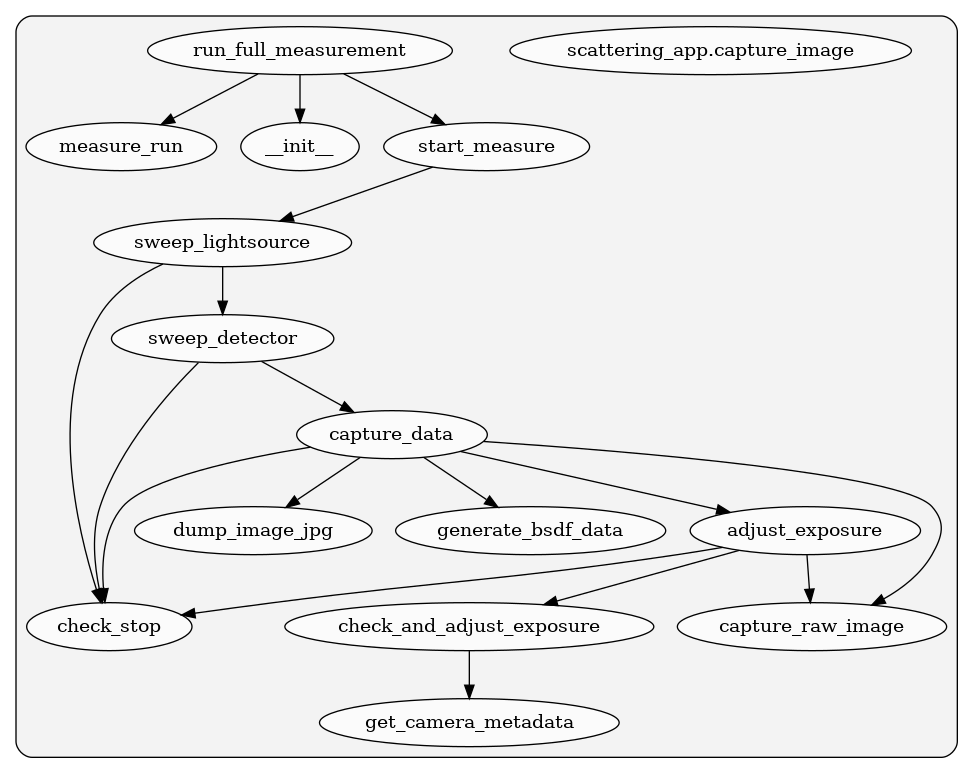 run_full_measurement
scattering_app.capture_image
measure_run
__init__
start_measure
sweep_lightsource
sweep_detector
capture_data
dump_image_jpg
generate_bsdf_data
adjust_exposure
check_stop
check_and_adjust_exposure
capture_raw_image
get_camera_metadata